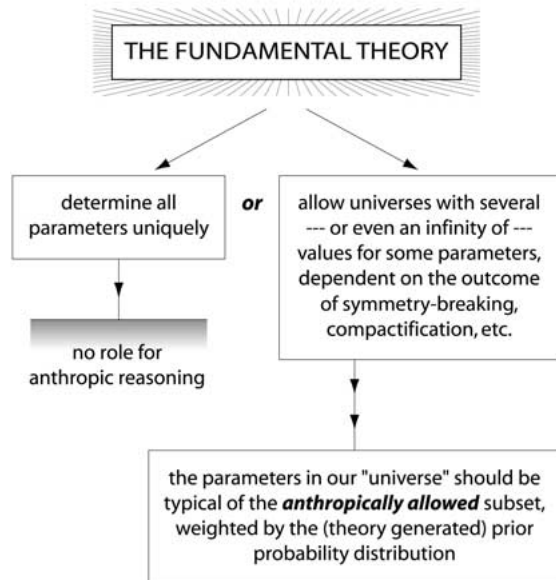 THE FUNDAMENTAL THEORY
determine all
parameters uniquely
or
allow universes with several
--- or even an infinity of ---
values for some parameters,
dependent on the outcome
of symmetry-breaking,
compactification, etc.
no role for
anthropic reasoning
the parameters in our "universe" should be
typical of the anthropically allowed subset,
weighted by the (theory generated) prior
probability distribution